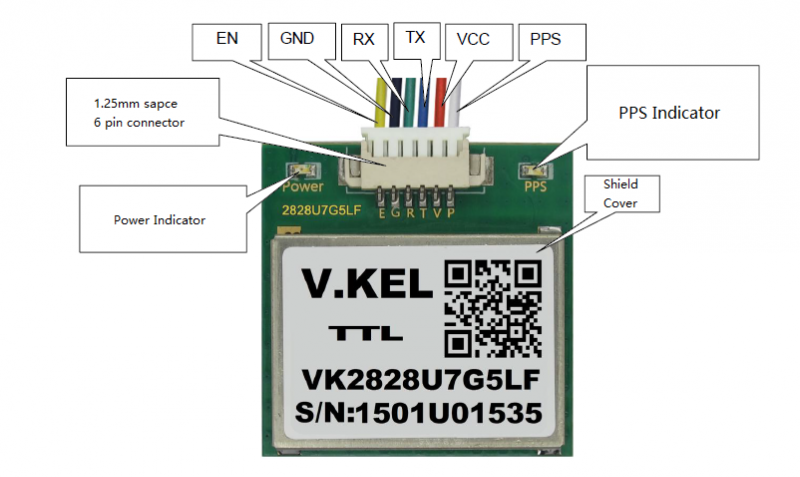 EN GND RX TX VCC PPS
1.25mm sapce
6 pin connector
PPS Indicator
Power
PPS
Shield
Cover
Power Indicator
2828U7G5LF
E G R T V P
V.KEL
TTL
VK2828U7G5LF
S/N:1501U01535